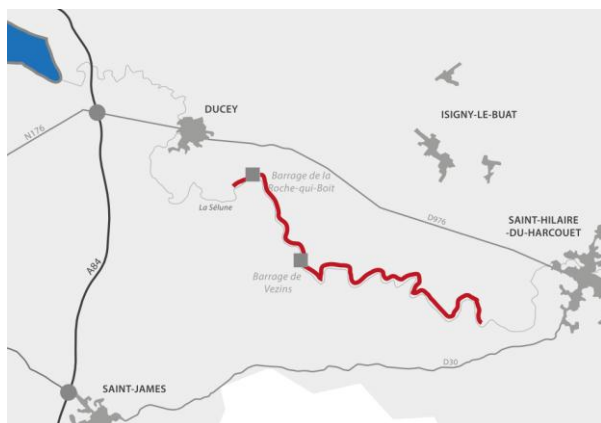 DUCEY
ISIGNY-LE-BUAT
N176
Barrage de la
Roche-qui-Boit
La Sélune
D976
SAINT-HILAIRE
-DU-HARCOUET
A84
Barrage de
Vezins
D30
SAINT-JAMES